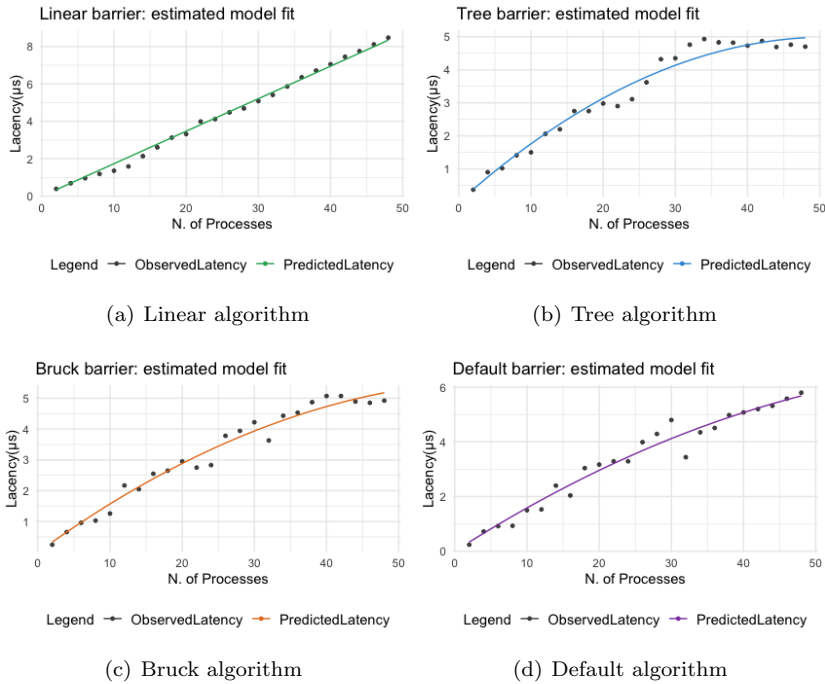 Linear barrier: estimated model fit
Lacency(µs)
8
6
4
2
0
0 10 20 30 40 50
N. of Processes
Legend ObservedLatency PredictedLatency
(a) Linear algorithm
Tree barrier: estimated model fit
Lacency(µs)
5
4
3
2
1
0 10 20 30 40 50
N. of Processes
Legend ObservedLatency PredictedLatency
(b) Tree algorithm
Bruck barrier: estimated model fit
Lacency(µs)
5
4
3
2
1
0 10 20 30 40 50
N. of Processes
Legend ObservedLatency PredictedLatency
(c) Bruck algorithm
Default barrier: estimated model fit
Lacency(µs)
6
4
2
0
0 10 20 30 40 50
N. of Processes
Legend ObservedLatency PredictedLatency
(d) Default algorithm